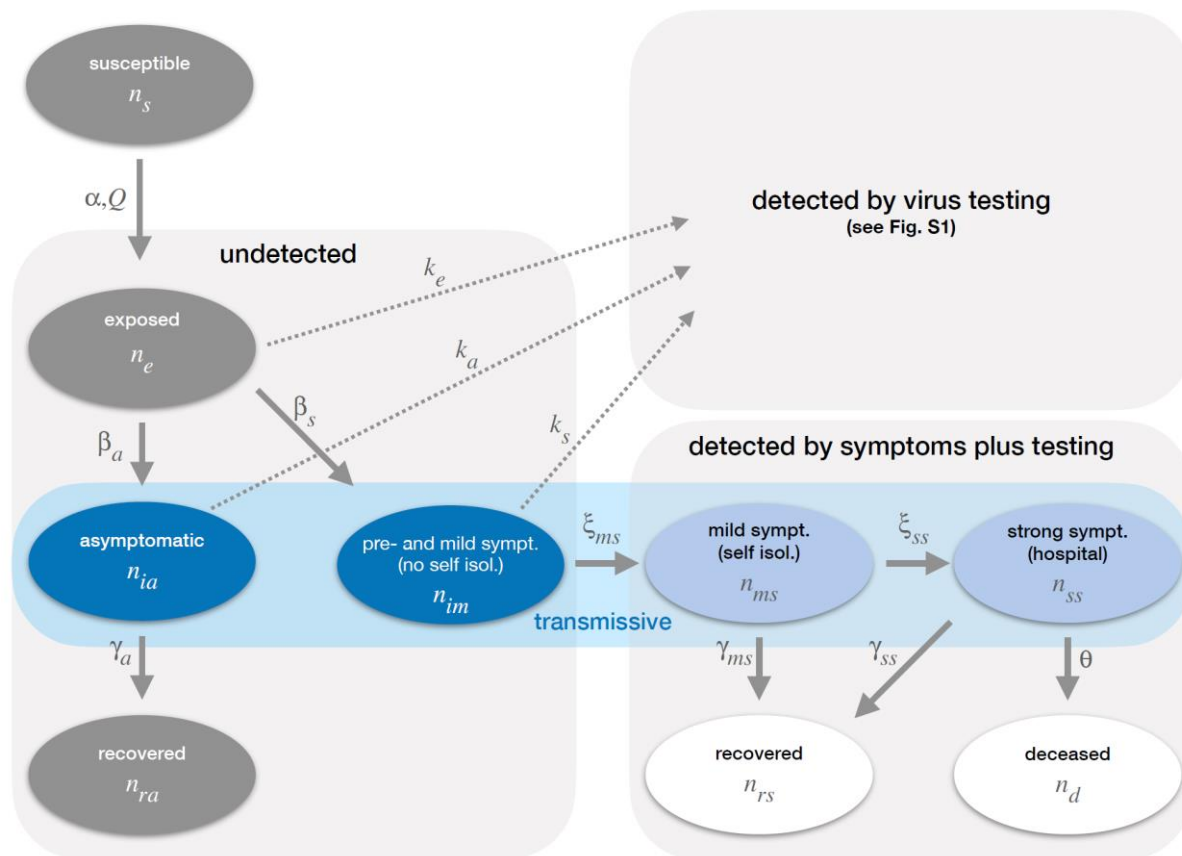 susceptible
n_s
α,Q
undetected
exposed
n_e
β_a
β_s
k_e
k_a
k_s
detected by virus testing
(see Fig. S1)
detected by symptoms plus testing
asymptomatic
n_ia
pre- and mild sympt.
(no self isol.)
n_im
ξ_ms
mild sympt.
(self isol.)
n_ms
ξ_ss
strong sympt.
(hospital)
n_ss
transmissive
γ_a
γ_ms
γ_ss
θ
recovered
n_ra
recovered
n_rs
deceased
n_d